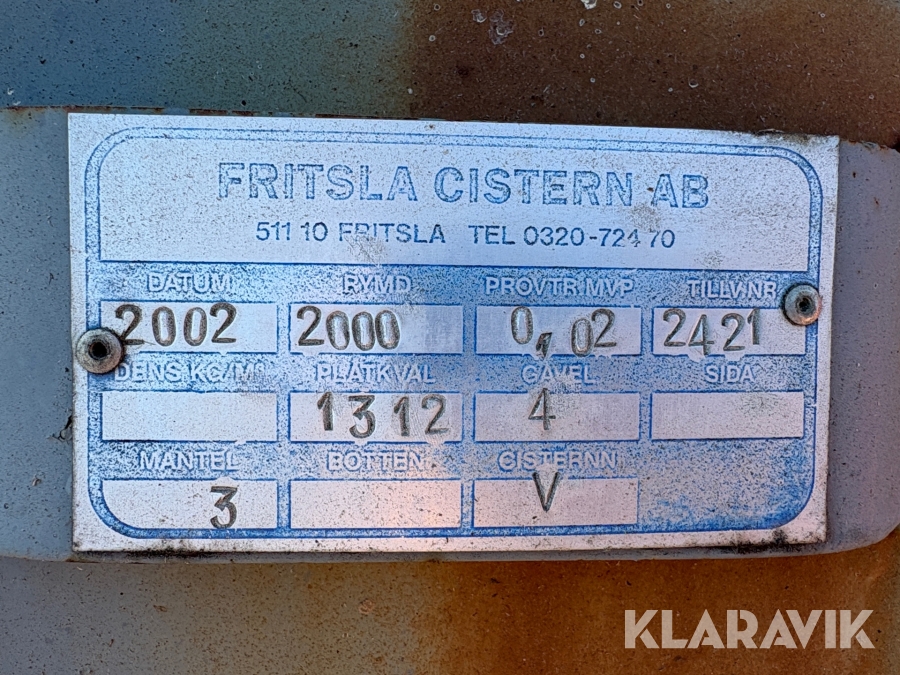 FRITSLA CISTERN AB
511 10 FRITSLA TEL 0320-724 70
DATUM RYMD PROVTR MVP TILLV.NR
2002 2000 0,02 2421
DENS KG/M³ PLÅTKVAL GAVEL SIDA
1312 4
MANTEL BOTTEN CISTERNN
3 V
KLARAVIK